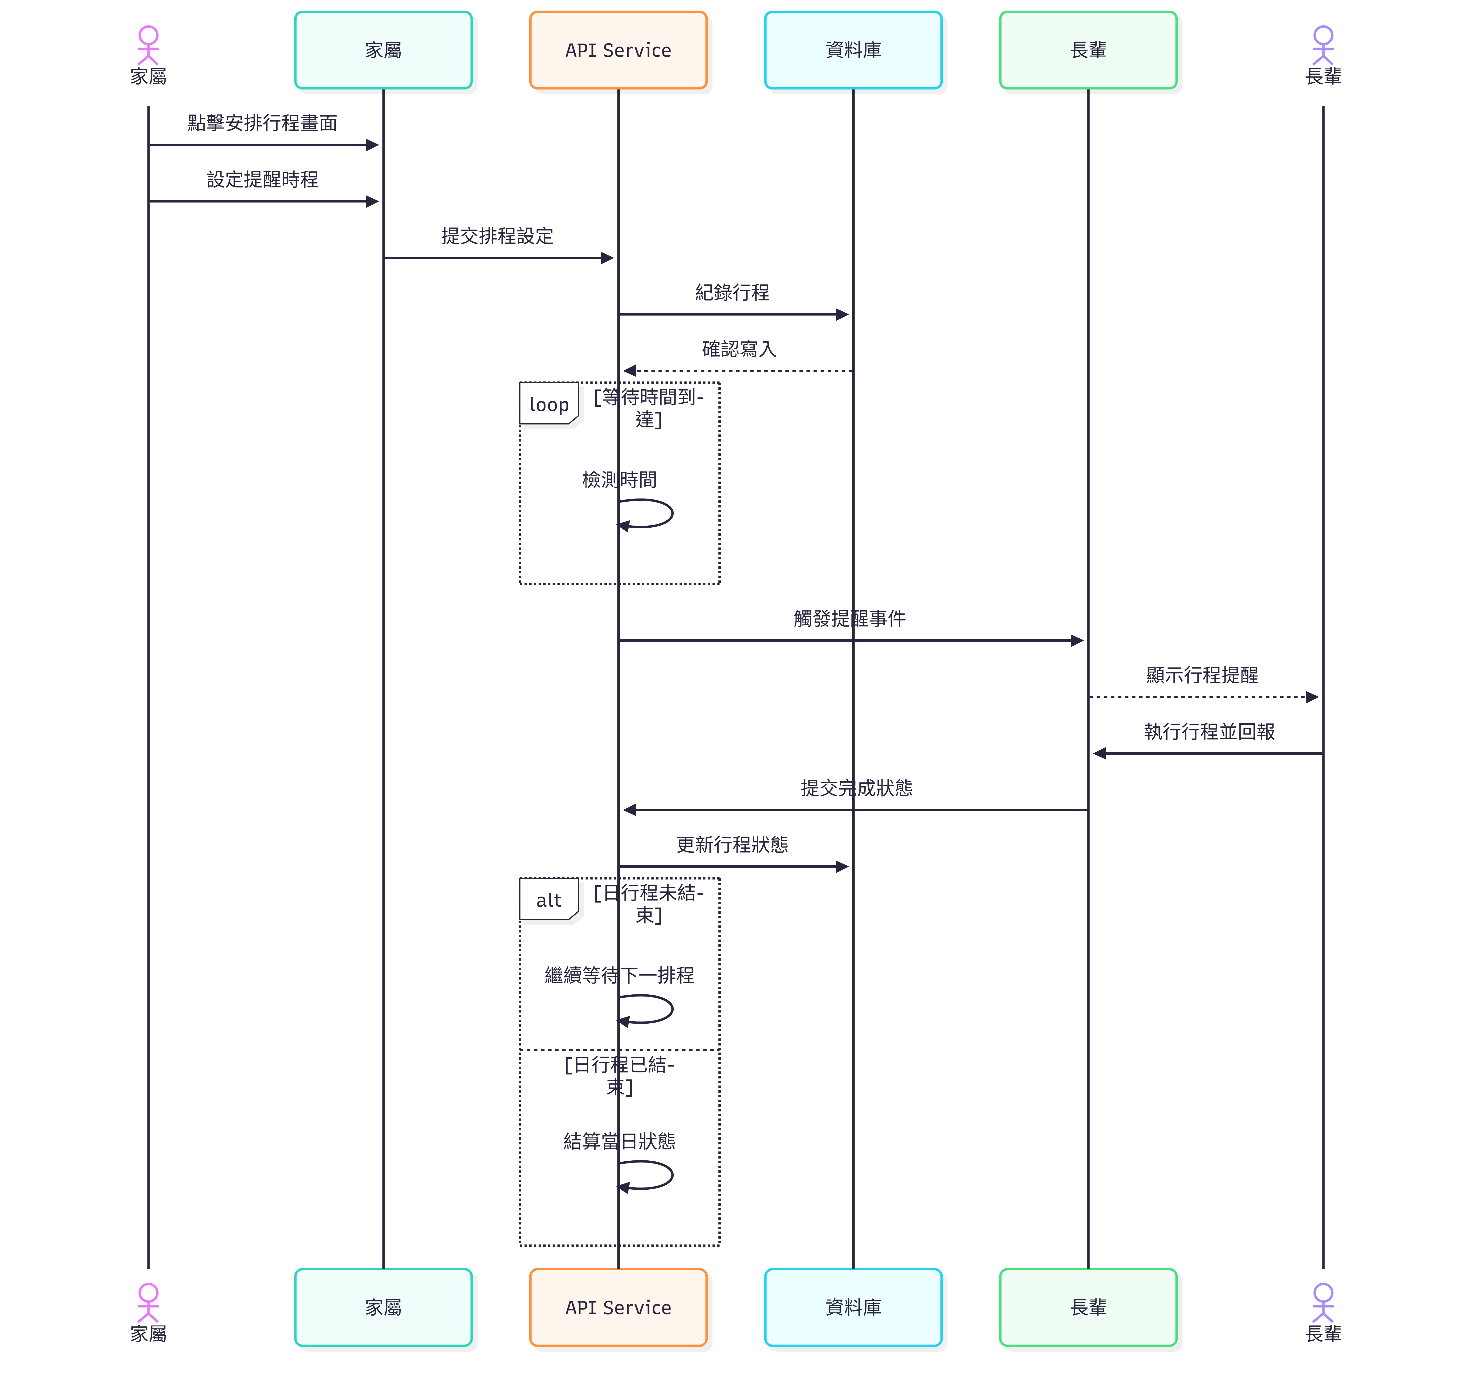 家屬
家屬
API Service
資料庫
長輩
長輩
點擊安排行程畫面
設定提醒時程
提交排程設定
紀錄行程
確認寫入
loop
[等待時間到-
達]
檢測時間
觸發提醒事件
顯示行程提醒
執行行程並回報
提交完成狀態
更新行程狀態
alt
[日行程未結-
束]
繼續等待下一排程
[日行程已結-
束]
結算當日狀態
家屬
家屬
API Service
資料庫
長輩
長輩